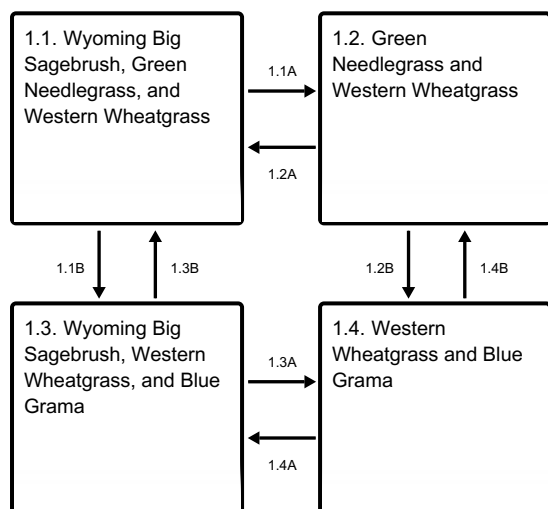 1.1. Wyoming Big
Sagebrush, Green
Needlegrass, and
Western Wheatgrass
1.1A
1.2A
1.2. Green
Needlegrass and
Western Wheatgrass
1.1B
1.3B
1.2B
1.4B
1.3. Wyoming Big
Sagebrush, Western
Wheatgrass, and Blue
Grama
1.3A
1.4A
1.4. Western
Wheatgrass and Blue
Grama